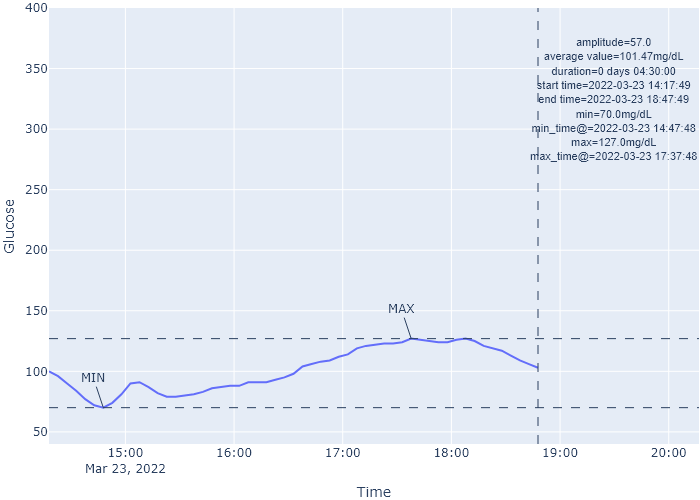 400
350
300
250
200
150
100
50
Glucose
amplitude=57.0
average value=101.47mg/dL
duration=0 days 04:30:00
start time=2022-03-23 14:17:49
end time=2022-03-23 18:47:49
min=70.0mg/dL
min_time@=2022-03-23 14:47:48
max=127.0mg/dL
max_time@=2022-03-23 17:37:48
MAX
MIN
15:00 16:00 17:00 18:00 19:00 20:00
Mar 23, 2022
Time